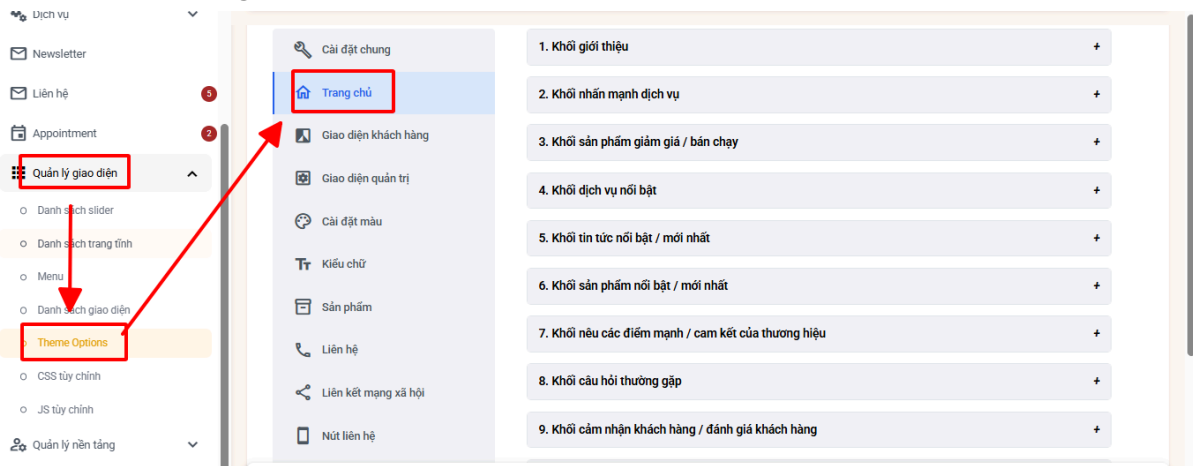 Dịch vụ
Newsletter
Liên hệ
5
Appointment
2
Quản lý giao diện
Danh sách slider
Danh sách trang tĩnh
Menu
Danh sách giao diện
Theme Options
CSS tùy chỉnh
JS tùy chỉnh
Quản lý nền tảng
Cài đặt chung
Trang chủ
Giao diện khách hàng
Giao diện quản trị
Cài đặt màu
Kiểu chữ
Sản phẩm
Liên hệ
Liên kết mạng xã hội
Nút liên hệ
1. Khối giới thiệu +
2. Khối nhấn mạnh dịch vụ +
3. Khối sản phẩm giảm giá / bán chạy +
4. Khối dịch vụ nổi bật +
5. Khối tin tức nổi bật / mới nhất +
6. Khối sản phẩm nổi bật / mới nhất +
7. Khối nêu các điểm mạnh / cam kết của thương hiệu +
8. Khối câu hỏi thường gặp +
9. Khối cảm nhận khách hàng / đánh giá khách hàng +